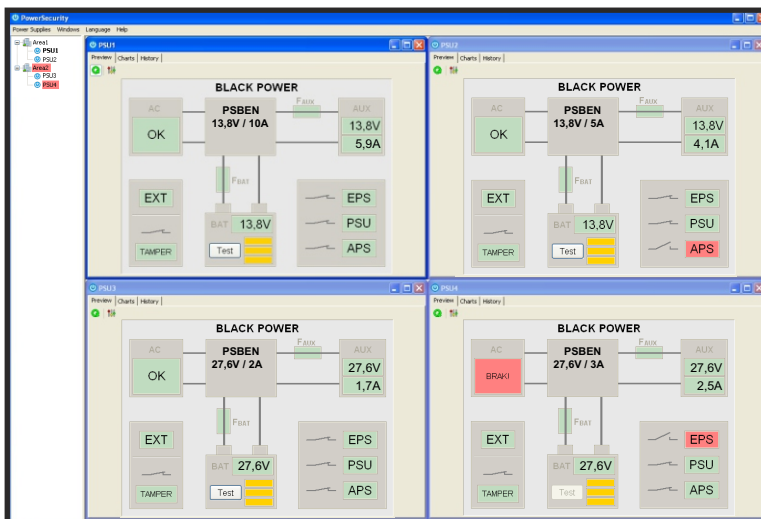 PowerSecurity
Power Supplies Windows Language Help
Area1
PSU1
PSU2
Area2
PSU3
PSU4
PSU1
Preview Charts History
BLACK POWER
AC
OK
PSBEN
13,8V / 10A
FAUX
AUX
13,8V
5,9A
FBAT
EXT
TAMPER
BAT 13,8V
Test
EPS
PSU
APS
PSU2
Preview Charts History
BLACK POWER
AC
OK
PSBEN
13,8V / 5A
FAUX
AUX
13,8V
4,1A
FBAT
EXT
TAMPER
BAT 13,8V
Test
EPS
PSU
APS
PSU3
Preview Charts History
BLACK POWER
AC
OK
PSBEN
27,6V / 2A
FAUX
AUX
27,6V
1,7A
FBAT
EXT
TAMPER
BAT 27,6V
Test
EPS
PSU
APS
PSU4
Preview Charts History
BLACK POWER
AC
BRAK!
PSBEN
27,6V / 3A
FAUX
AUX
27,6V
2,5A
FBAT
EXT
TAMPER
BAT 27,6V
Test
EPS
PSU
APS